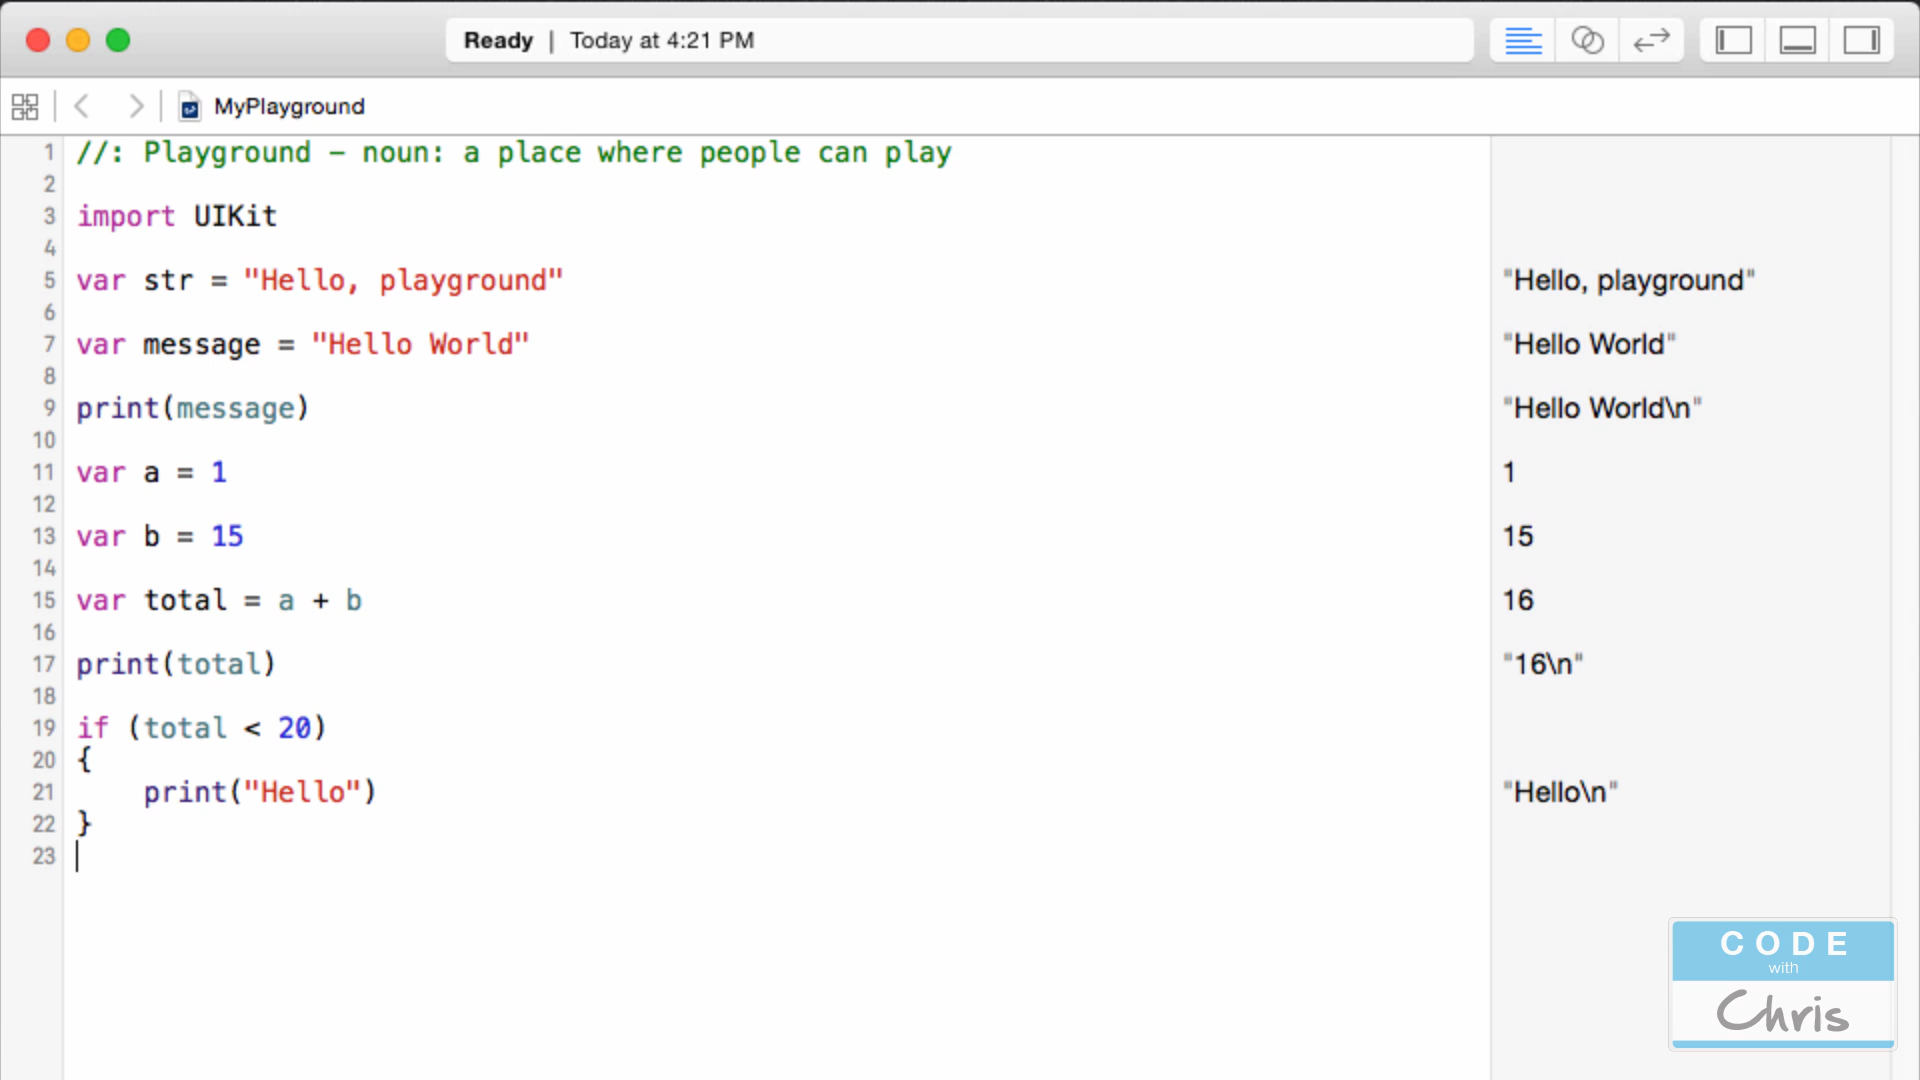 Ready | Today at 4:21 PM
MyPlayground
1 //: Playground – noun: a place where people can play
2
3 import UIKit
4
5 var str = "Hello, playground" "Hello, playground"
6
7 var message = "Hello World" "Hello World"
8
9 print(message) "Hello World\n"
10
11 var a = 1 1
12
13 var b = 15 15
14
15 var total = a + b 16
16
17 print(total) "16\n"
18
19 if (total < 20)
20 {
21     print("Hello") "Hello\n"
22 }
23
CODE
with
Chris